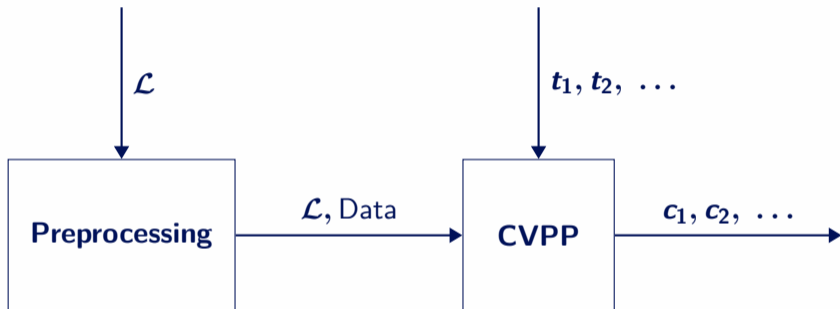 ℒ
t₁, t₂, …
Preprocessing
ℒ, Data
CVPP
c₁, c₂, …